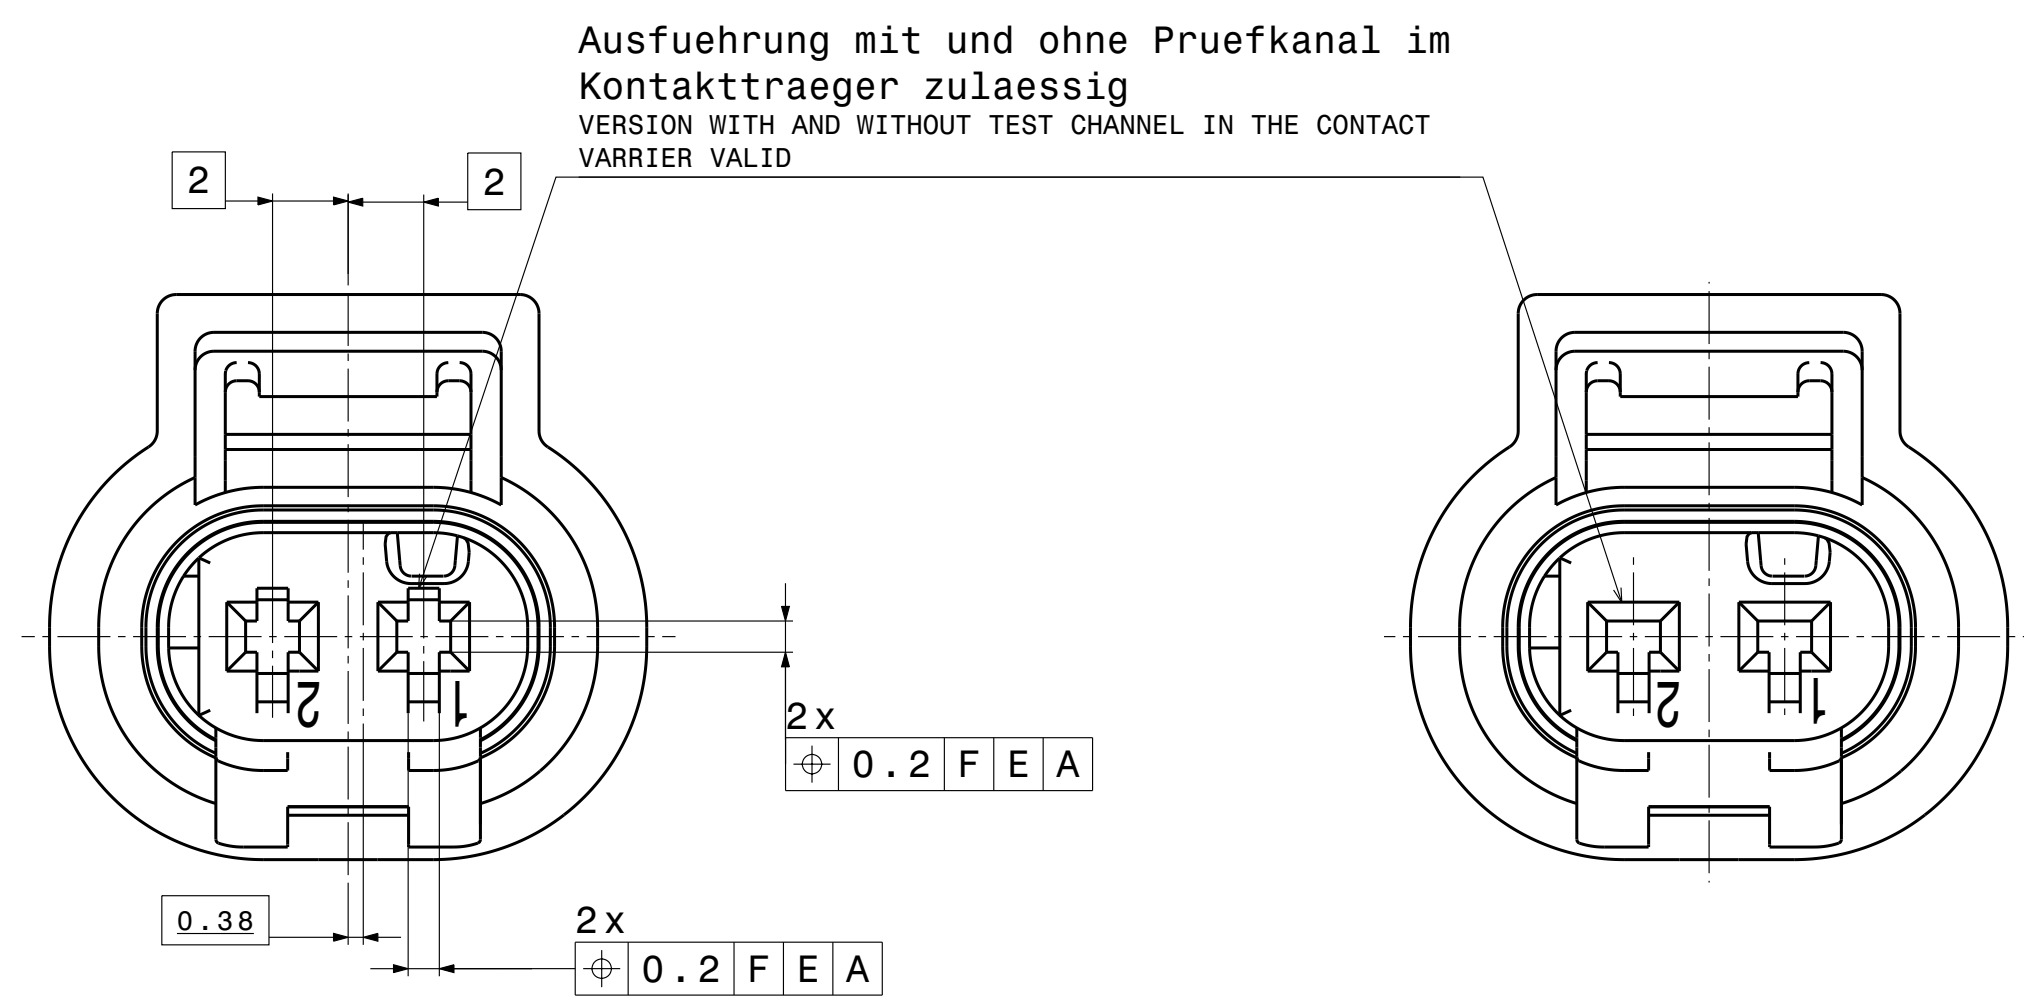 Ausfuehrung mit und ohne Pruefkanal im
Kontakttraeger zulaessig
VERSION WITH AND WITHOUT TEST CHANNEL IN THE CONTACT
VARRIER VALID
2
2
2
1
2
1
2x
⌖ 0.2 F E A
0.38
2x
⌖ 0.2 F E A